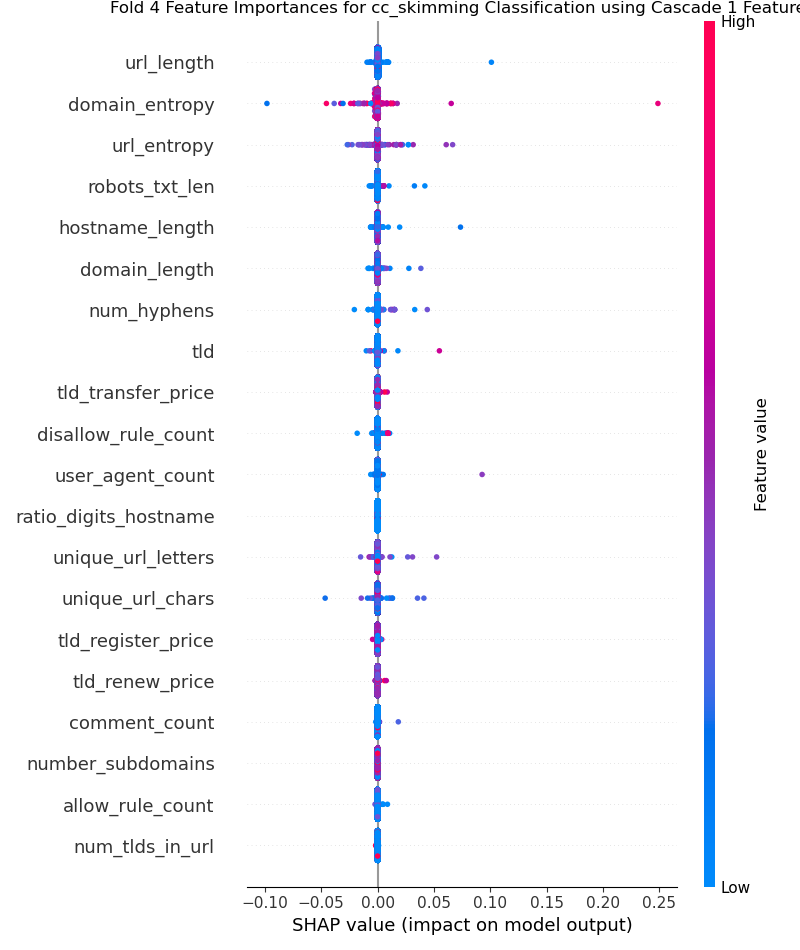 Fold 4 Feature Importances for cc_skimming Classification using Cascade 1 Feature
High
url_length
domain_entropy
url_entropy
robots_txt_len
hostname_length
domain_length
num_hyphens
tld
tld_transfer_price
disallow_rule_count
user_agent_count
ratio_digits_hostname
unique_url_letters
unique_url_chars
tld_register_price
tld_renew_price
comment_count
number_subdomains
allow_rule_count
num_tlds_in_url
Feature value
Low
−0.10 −0.05 0.00 0.05 0.10 0.15 0.20 0.25
SHAP value (impact on model output)